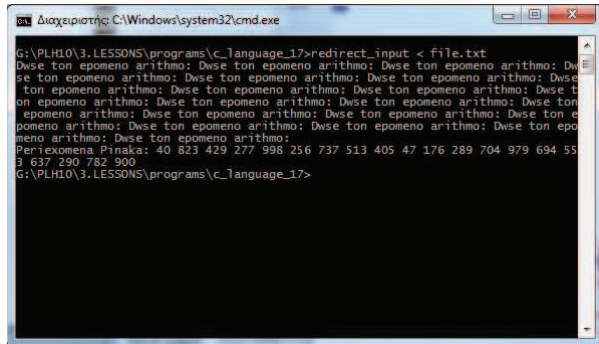 Διαχειριστής: C:\Windows\system32\cmd.exe
G:\PLH10\3.LESSONS\programs\c_language_17>redirect_input < file.txt
Dwse ton epomeno arithmo: Dwse ton epomeno arithmo: Dwse ton epomeno arithmo: Dw
se ton epomeno arithmo: Dwse ton epomeno arithmo: Dwse ton epomeno arithmo: Dwse
ton epomeno arithmo: Dwse ton epomeno arithmo: Dwse ton epomeno arithmo: Dwse t
on epomeno arithmo: Dwse ton epomeno arithmo: Dwse ton epomeno arithmo: Dwse ton
epomeno arithmo: Dwse ton epomeno arithmo: Dwse ton epomeno arithmo: Dwse ton e
pomeno arithmo: Dwse ton epomeno arithmo: Dwse ton epomeno arithmo: Dwse ton epo
meno arithmo: Dwse ton epomeno arithmo:
Periexomena Pinaka: 40 823 429 277 998 256 737 513 405 47 176 289 704 979 694 55
3 637 290 782 900
G:\PLH10\3.LESSONS\programs\c_language_17>